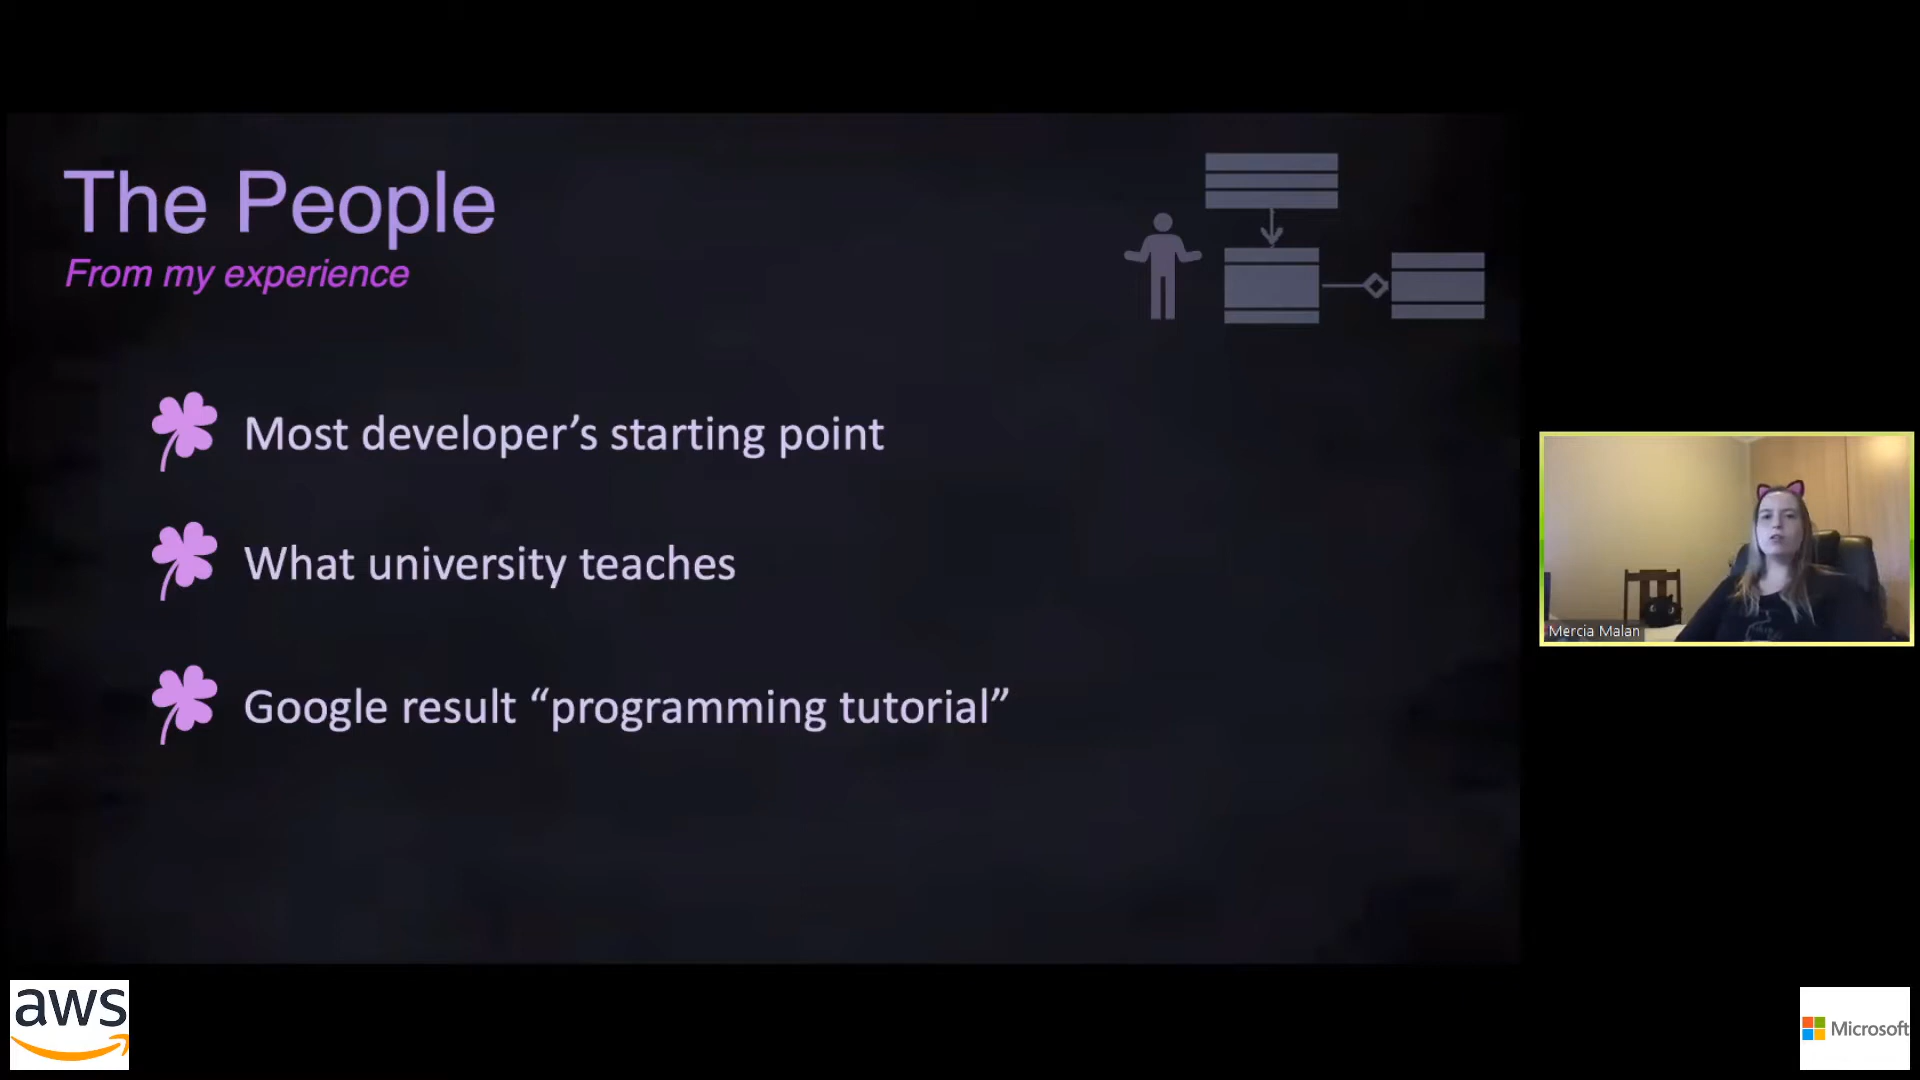 The People
From my experience
Most developer’s starting point
What university teaches
Google result “programming tutorial”
Mercia Malan
aws
Microsoft